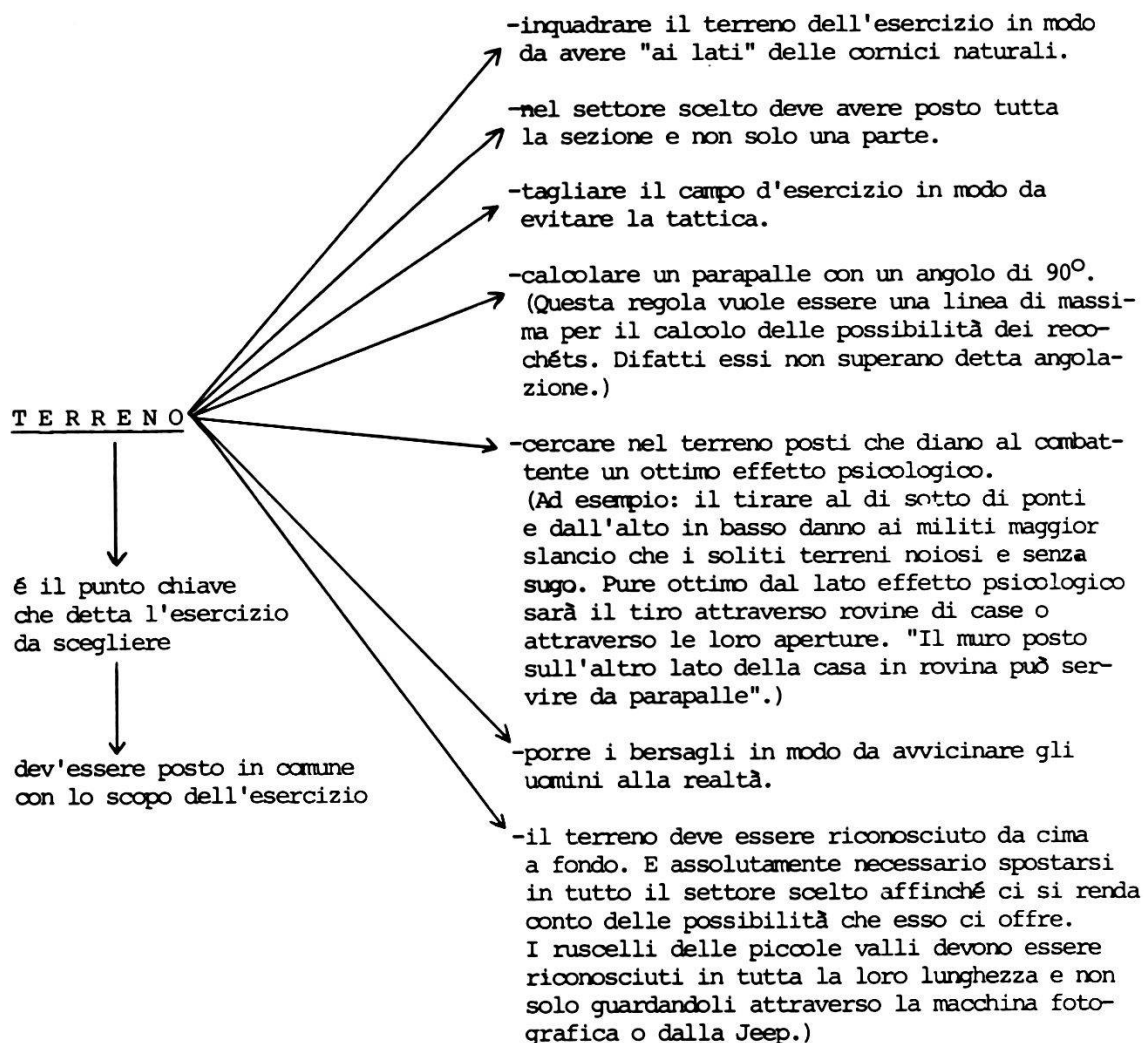 -inquadrare il terreno dell'esercizio in modo
da avere "ai lati" delle cornici naturali.
-nel settore scelto deve avere posto tutta
la sezione e non solo una parte.
-tagliare il campo d'esercizio in modo da
evitare la tattica.
-calcolare un parapalle con un angolo di 90°.
(Questa regola vuole essere una linea di massi-
ma per il calcolo delle possibilità dei reco-
chéts. Difatti essi non superano detta angola-
zione.)
T E R R E N O
-cercare nel terreno posti che diano al combat-
tente un ottimo effetto psicologico.
(Ad esempio: il tirare al di sotto di ponti
e dall'alto in basso danno ai militi maggior
slancio che i soliti terreni noiosi e senza
sugo. Pure ottimo dal lato effetto psicologico
sarà il tiro attraverso rovine di case o
attraverso le loro aperture. "Il muro posto
sull'altro lato della casa in rovina può ser-
vire da parapalle".)
é il punto chiave
che detta l'esercizio
da scegliere
dev'essere posto in comune
con lo scopo dell'esercizio
-porre i bersagli in modo da avvicinare gli
uomini alla realtà.
-il terreno deve essere riconosciuto da cima
a fondo. E assolutamente necessario spostarsi
in tutto il settore scelto affinché ci si renda
conto delle possibilità che esso ci offre.
I ruscelli delle piccole valli devono essere
riconosciuti in tutta la loro lunghezza e non
solo guardandoli attraverso la macchina foto-
grafica o dalla Jeep.)